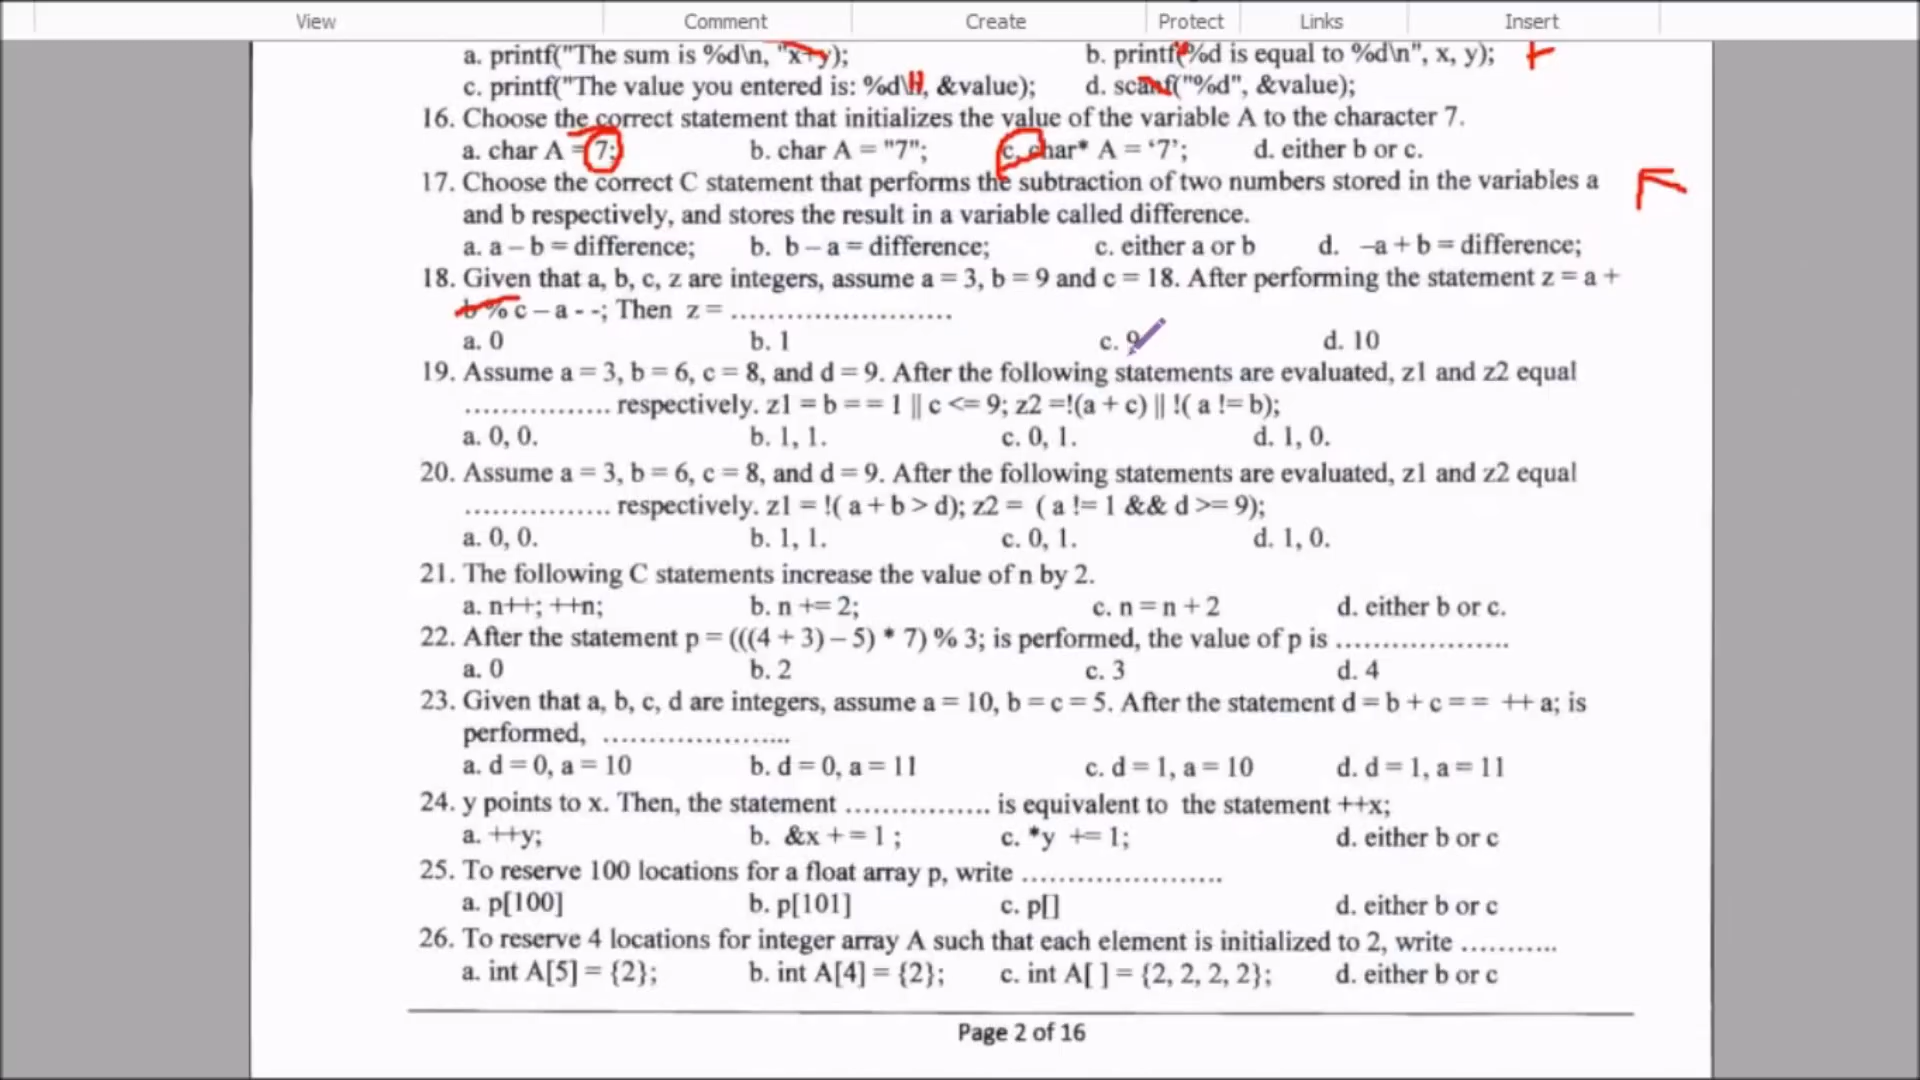 View Comment Create Protect Links Insert
a. printf("The sum is %d\n, "x+y); b. printf("%d is equal to %d\n", x, y);
c. printf("The value you entered is: %d\n, &value); d. scanf("%d", &value);
16. Choose the correct statement that initializes the value of the variable A to the character 7.
a. char A = 7; b. char A = "7"; c. char* A = ‘7’; d. either b or c.
17. Choose the correct C statement that performs the subtraction of two numbers stored in the variables a
and b respectively, and stores the result in a variable called difference.
a. a – b = difference; b. b – a = difference; c. either a or b d. –a + b = difference;
18. Given that a, b, c, z are integers, assume a = 3, b = 9 and c = 18. After performing the statement z = a +
b % c – a - -; Then z = ........................
a. 0 b. 1 c. 9 d. 10
19. Assume a = 3, b = 6, c = 8, and d = 9. After the following statements are evaluated, z1 and z2 equal
................ respectively. z1 = b = = 1 || c <= 9; z2 =!(a + c) || !( a != b);
a. 0, 0. b. 1, 1. c. 0, 1. d. 1, 0.
20. Assume a = 3, b = 6, c = 8, and d = 9. After the following statements are evaluated, z1 and z2 equal
................ respectively. z1 = !( a + b > d); z2 = ( a != 1 && d >= 9);
a. 0, 0. b. 1, 1. c. 0, 1. d. 1, 0.
21. The following C statements increase the value of n by 2.
a. n++; ++n; b. n += 2; c. n = n + 2 d. either b or c.
22. After the statement p = (((4 + 3) – 5) * 7) % 3; is performed, the value of p is ...................
a. 0 b. 2 c. 3 d. 4
23. Given that a, b, c, d are integers, assume a = 10, b = c = 5. After the statement d = b + c = = ++ a; is
performed, .....................
a. d = 0, a = 10 b. d = 0, a = 11 c. d = 1, a = 10 d. d = 1, a = 11
24. y points to x. Then, the statement ................ is equivalent to the statement ++x;
a. ++y; b. &x + = 1 ; c. *y += 1; d. either b or c
25. To reserve 100 locations for a float array p, write ......................
a. p[100] b. p[101] c. p[] d. either b or c
26. To reserve 4 locations for integer array A such that each element is initialized to 2, write ...........
a. int A[5] = {2}; b. int A[4] = {2}; c. int A[ ] = {2, 2, 2, 2}; d. either b or c
Page 2 of 16